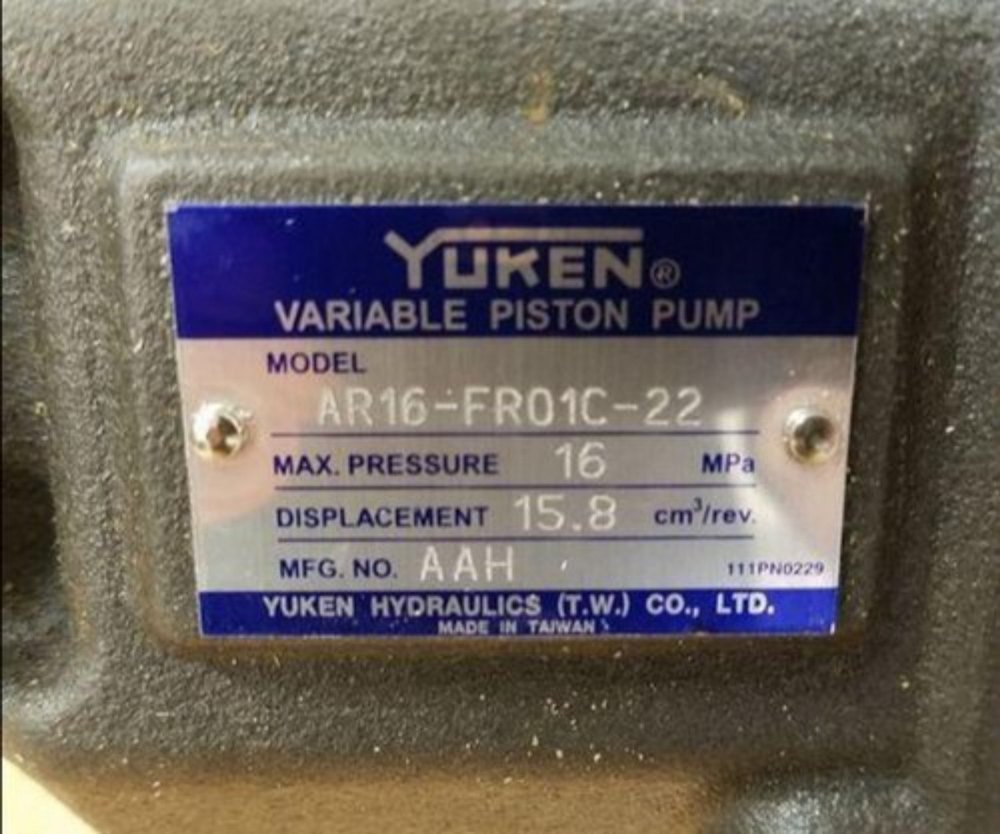 YUKEN®
VARIABLE PISTON PUMP
MODEL
AR16-FR01C-22
MAX. PRESSURE 16 MPa
DISPLACEMENT 15.8 cm³/rev.
MFG. NO. AAH 111PN0229
YUKEN HYDRAULICS (T.W.) CO., LTD.
MADE IN TAIWAN